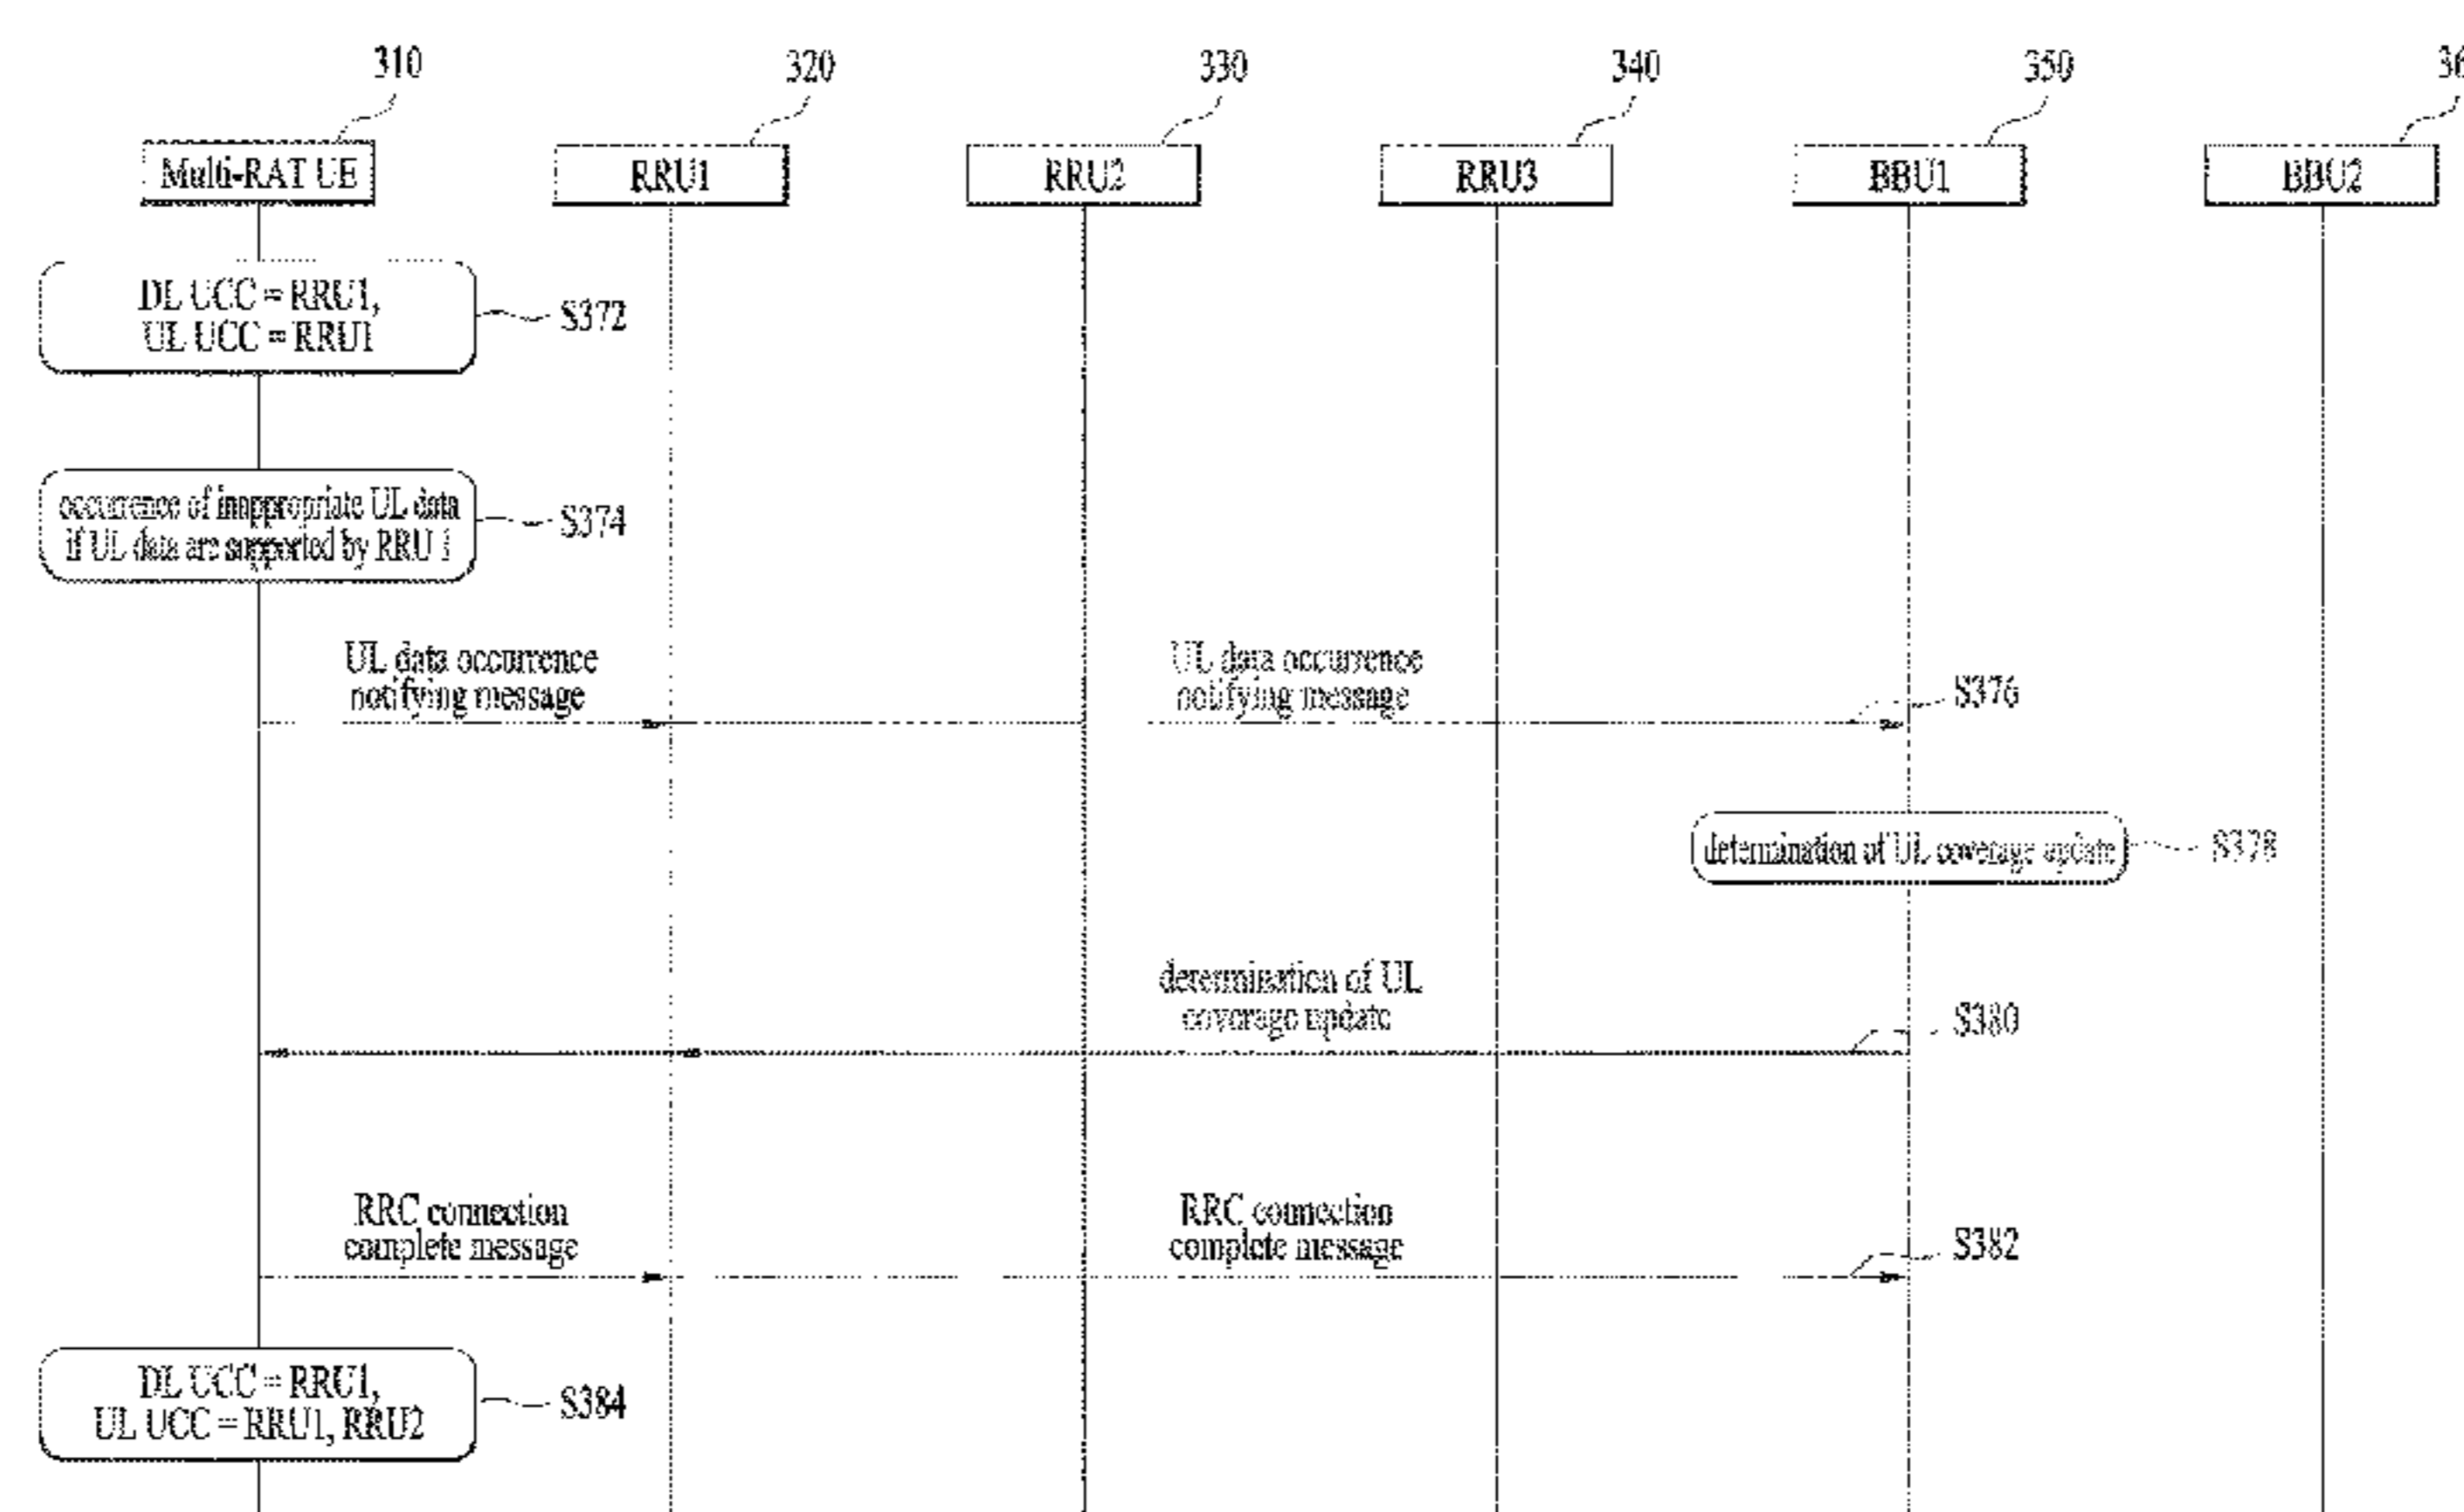 310
320
330
340
350
36
Multi-RAT UE
RRU1
RRU2
RRU3
BBU1
BBU2
DL UCC = RRU1,
UL UCC = RRU1
S372
occurrence of inappropriate UL data
if UL data are supported by RRU 1
S374
UL data occurrence
notifying message
UL data occurrence
notifying message
S376
determination of UL coverage update
S378
determination of UL
coverage update
S380
RRC connection
complete message
RRC connection
complete message
S382
DL UCC = RRU1,
UL UCC = RRU1, RRU2
S384